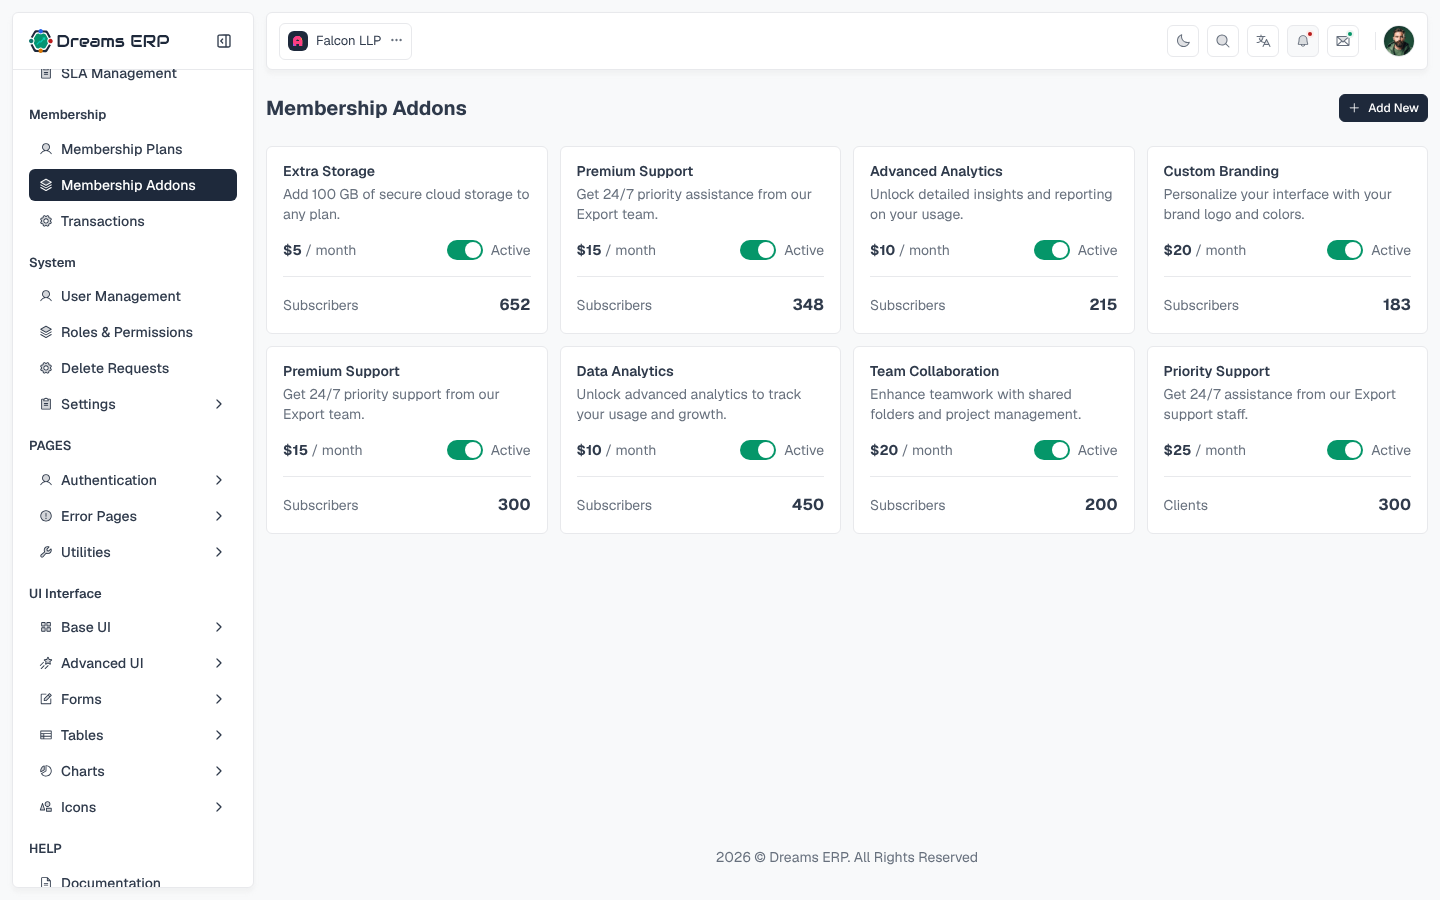 Dreams ERP
SLA Management
Membership
Membership Plans
Membership Addons
Transactions
System
User Management
Roles & Permissions
Delete Requests
Settings
PAGES
Authentication
Error Pages
Utilities
UI Interface
Base UI
Advanced UI
Forms
Tables
Charts
Icons
HELP
Documentation
Falcon LLP
Membership Addons
Add New
Extra Storage
Add 100 GB of secure cloud storage to
any plan.
$5 / month
Active
Subscribers
652
Premium Support
Get 24/7 priority assistance from our
Export team.
$15 / month
Active
Subscribers
348
Advanced Analytics
Unlock detailed insights and reporting
on your usage.
$10 / month
Active
Subscribers
215
Custom Branding
Personalize your interface with your
brand logo and colors.
$20 / month
Active
Subscribers
183
Premium Support
Get 24/7 priority support from our
Export team.
$15 / month
Active
Subscribers
300
Data Analytics
Unlock advanced analytics to track
your usage and growth.
$10 / month
Active
Subscribers
450
Team Collaboration
Enhance teamwork with shared
folders and project management.
$20 / month
Active
Subscribers
200
Priority Support
Get 24/7 assistance from our Export
support staff.
$25 / month
Active
Clients
300
2026 © Dreams ERP. All Rights Reserved